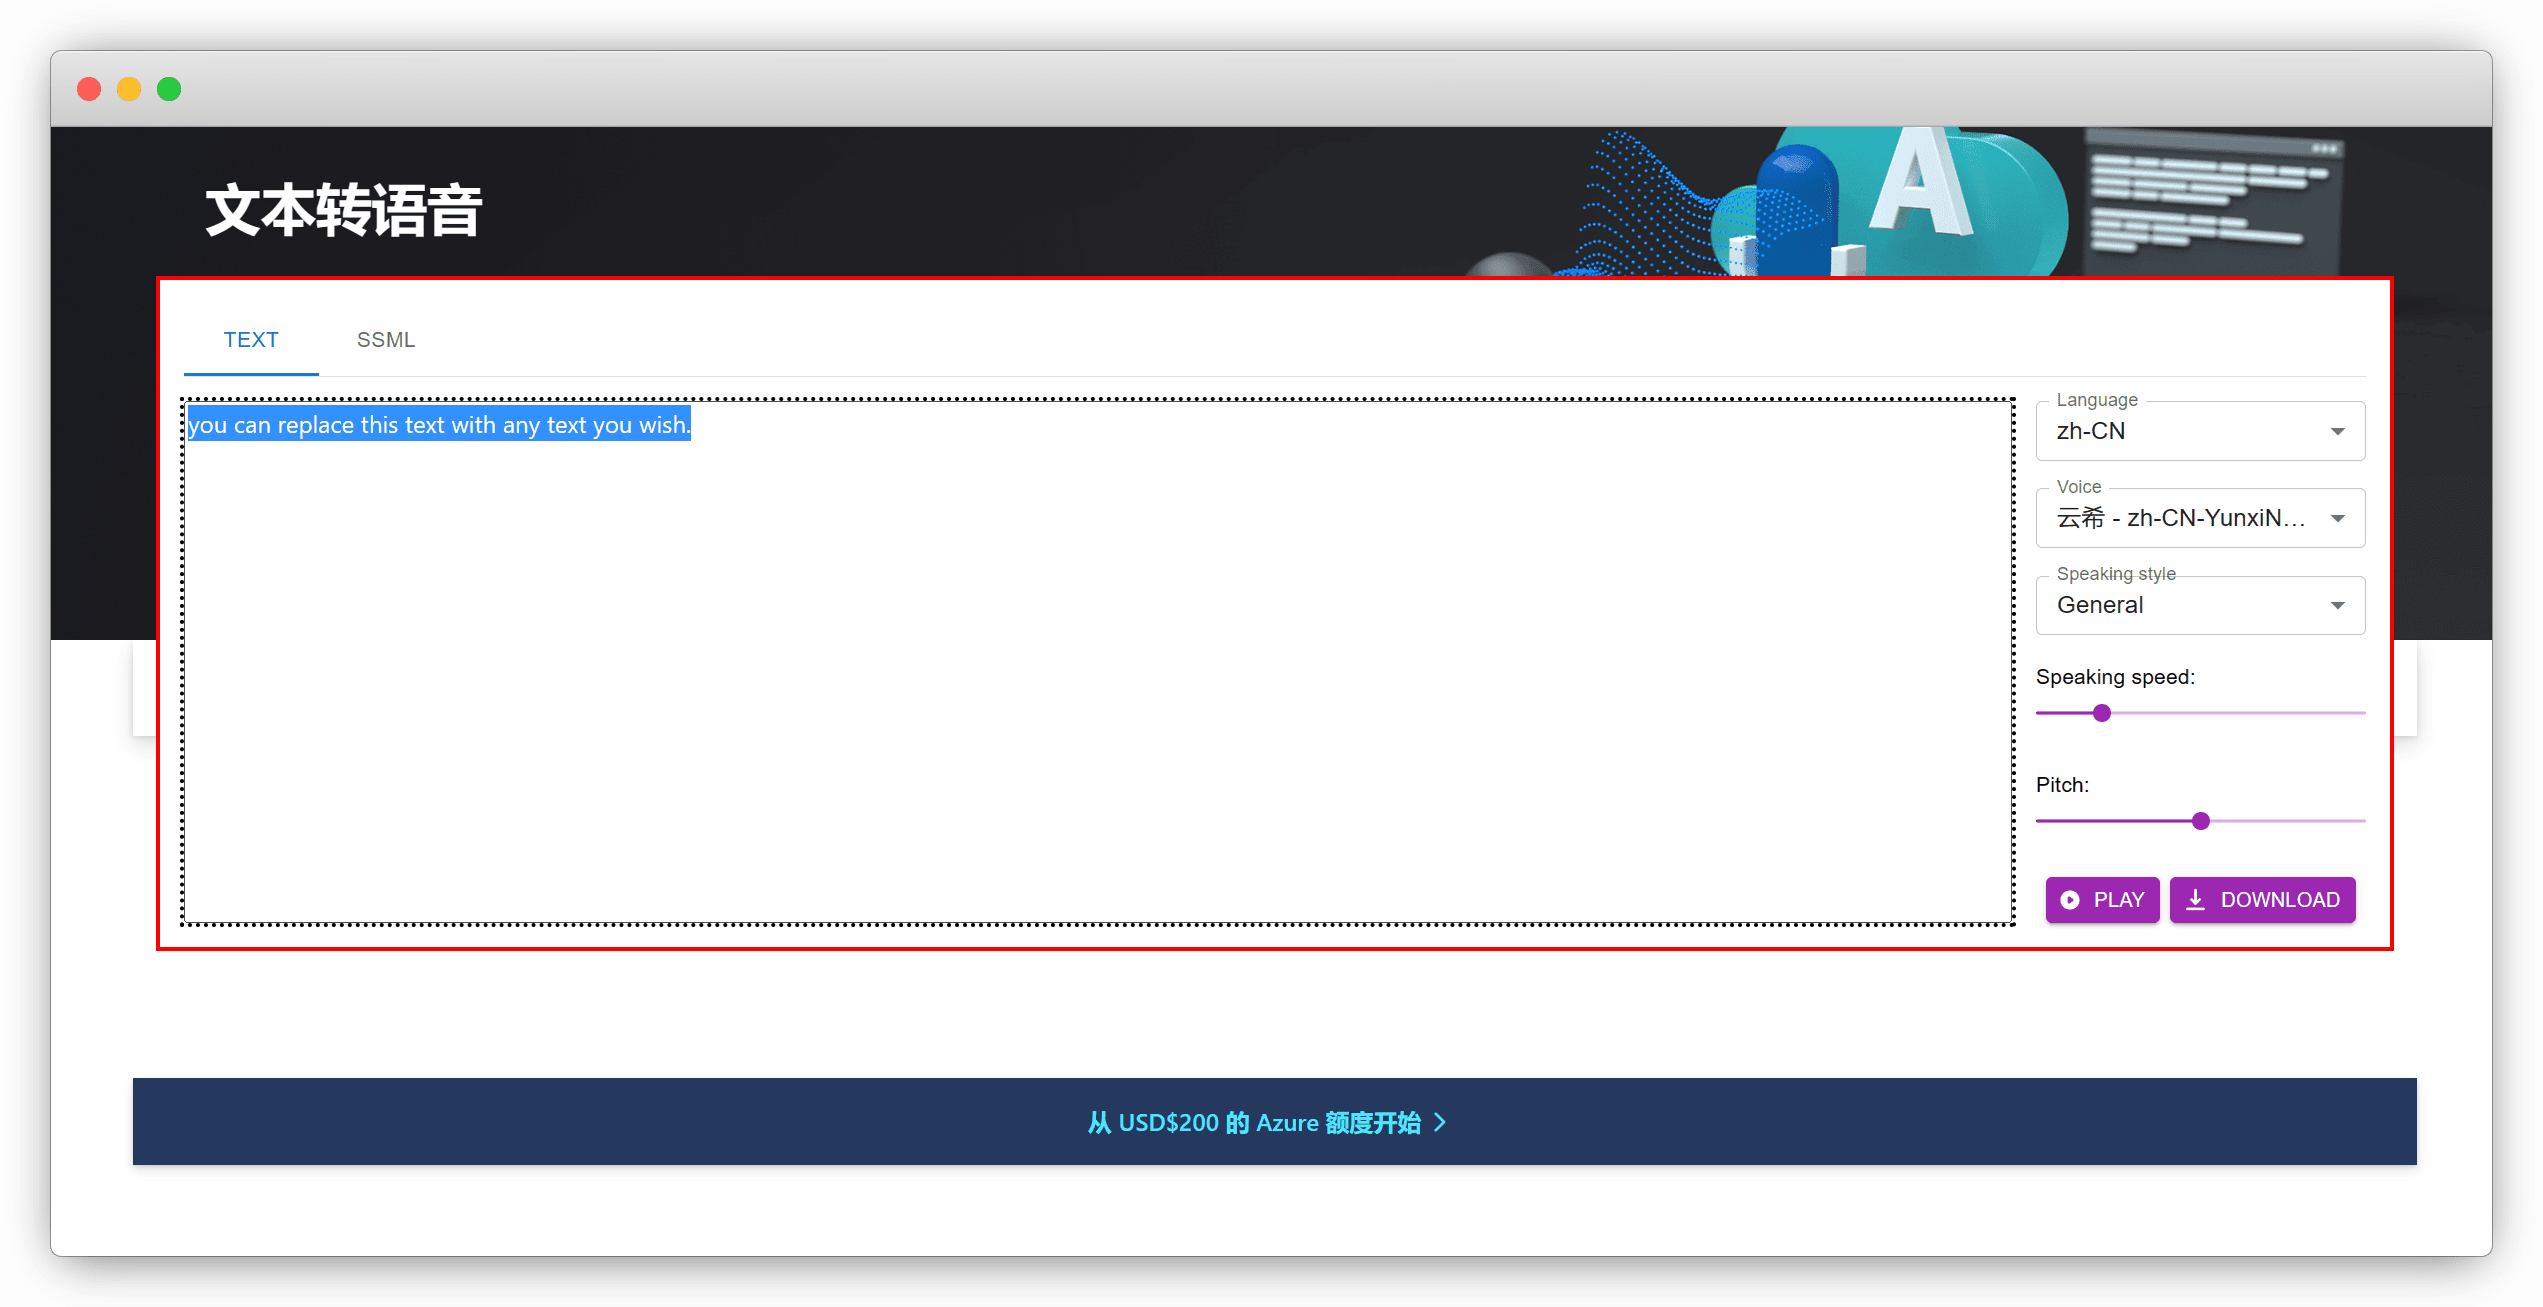 文本转语音
TEXT
SSML
you can replace this text with any text you wish.
Language
zh-CN
Voice
云希 - zh-CN-YunxiN...
Speaking style
General
Speaking speed:
Pitch:
PLAY
DOWNLOAD
从 USD$200 的 Azure 额度开始